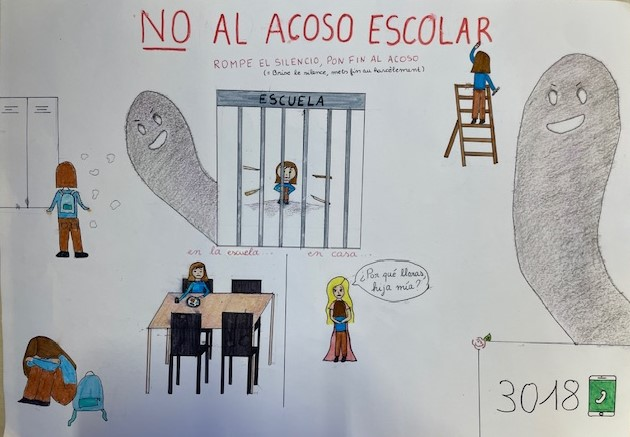 NO AL ACOSO ESCOLAR
ROMPE EL SILENCIO, PON FIN AL ACOSO
(= Brise le silence, mets fin au harcèlement)
ESCUELA
en la escuela...
en casa...
¿Por qué lloras,
hija mía?
3018